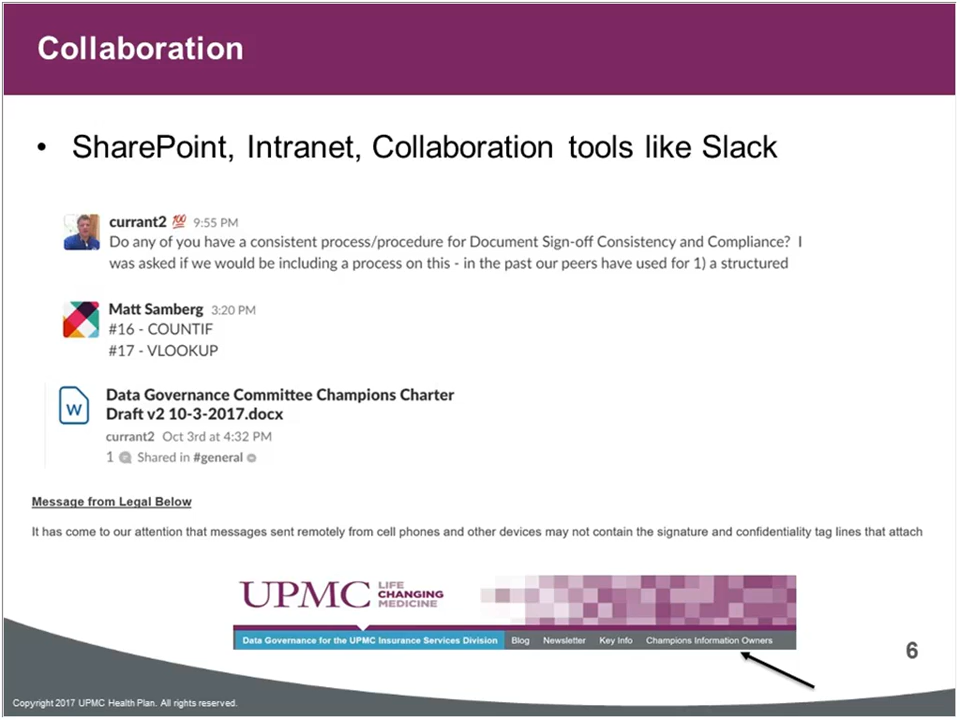 Collaboration
• SharePoint, Intranet, Collaboration tools like Slack
currant2 💯 9:55 PM
Do any of you have a consistent process/procedure for Document Sign-off Consistency and Compliance? I
was asked if we would be including a process on this - in the past our peers have used for 1) a structured
Matt Samberg 3:20 PM
#16 - COUNTIF
#17 - VLOOKUP
W
Data Governance Committee Champions Charter
Draft v2 10-3-2017.docx
currant2 Oct 3rd at 4:32 PM
1 Shared in #general
Message from Legal Below
It has come to our attention that messages sent remotely from cell phones and other devices may not contain the signature and confidentiality tag lines that attach
UPMC LIFE
CHANGING
MEDICINE
Data Governance for the UPMC Insurance Services Division Blog Newsletter Key Info Champions Information Owners
6
Copyright 2017 UPMC Health Plan. All rights reserved.